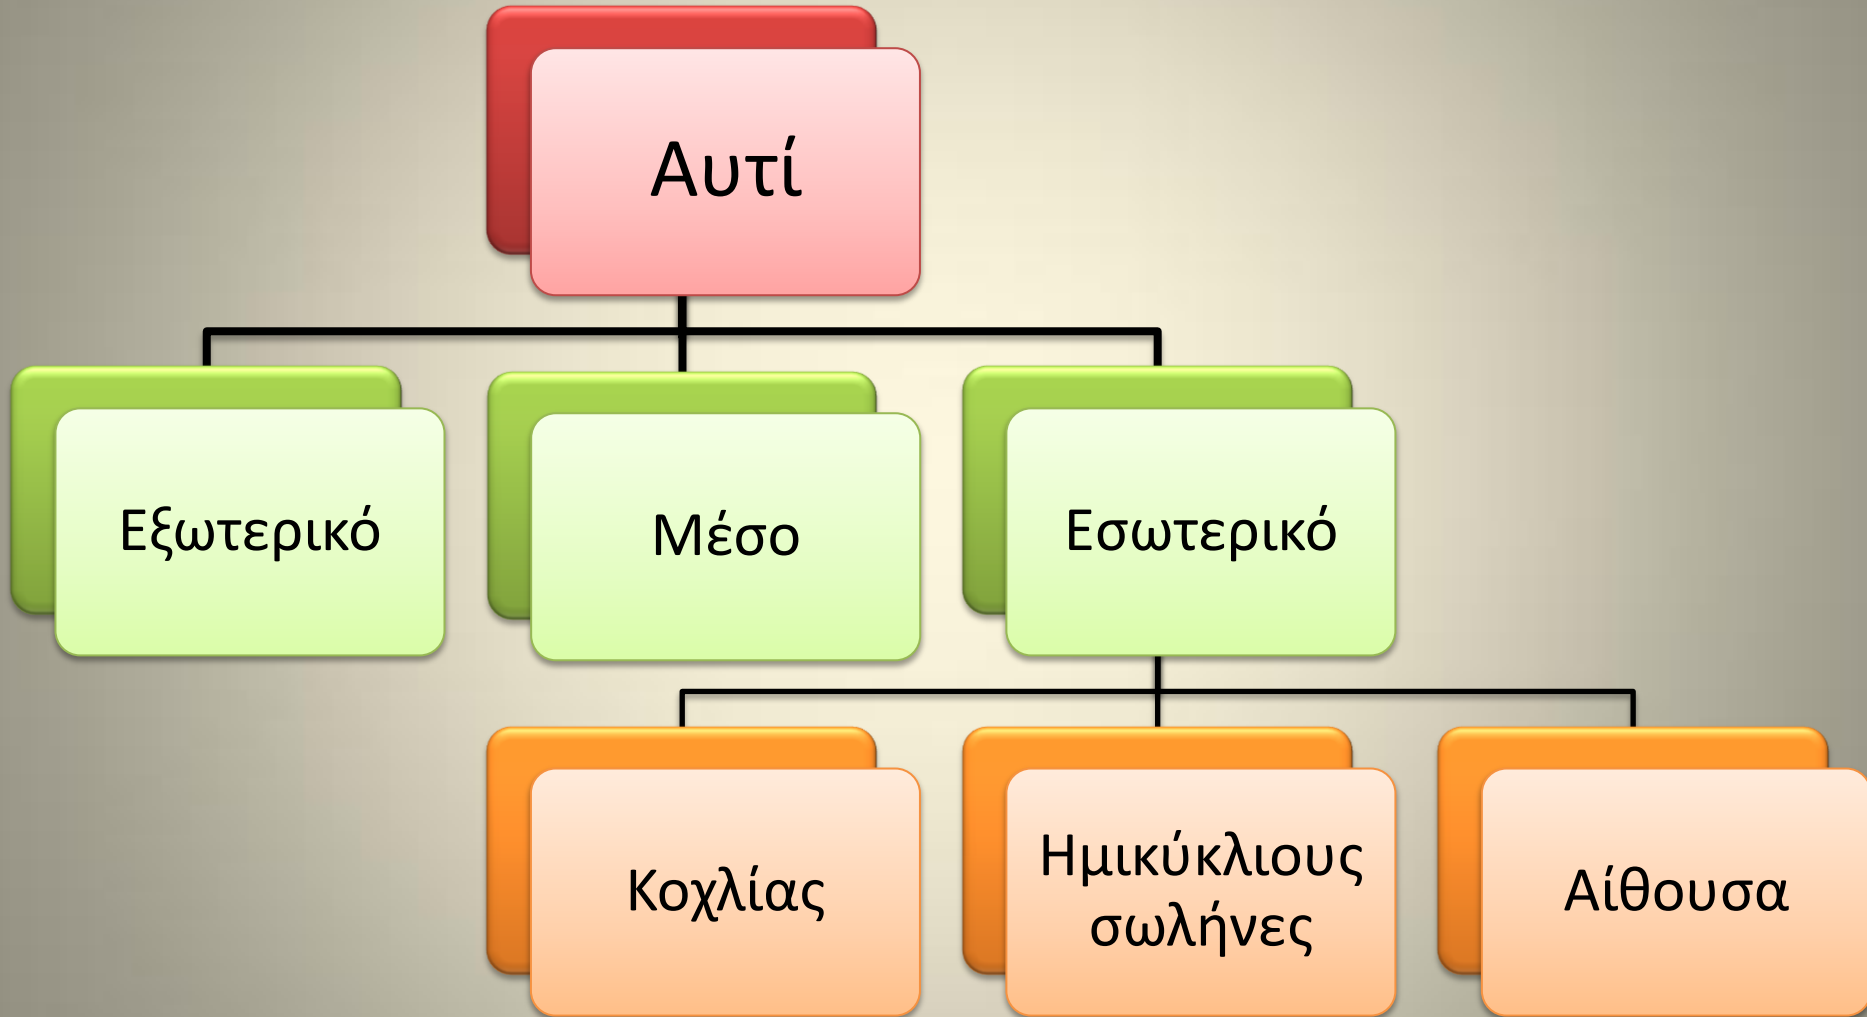 Αυτί
Εξωτερικό
Μέσο
Εσωτερικό
Κοχλίας
Ημικύκλιους
σωλήνες
Αίθουσα